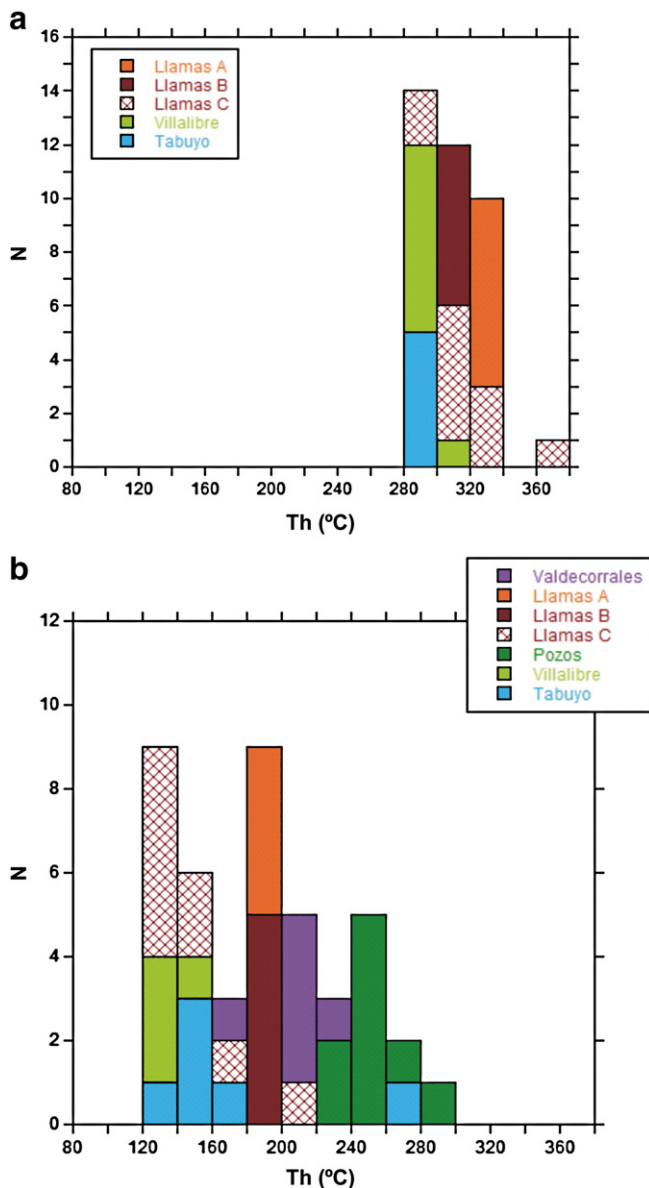 a
16
14
12
10
8
6
4
2
0
N
Llamas A
Llamas B
Llamas C
Villalibre
Tabuyo
80 120 160 200 240 280 320 360
Th (ºC)
b
12
10
8
6
4
2
0
N
Valdecorrales
Llamas A
Llamas B
Llamas C
Pozos
Villalibre
Tabuyo
80 120 160 200 240 280 320 360
Th (ºC)